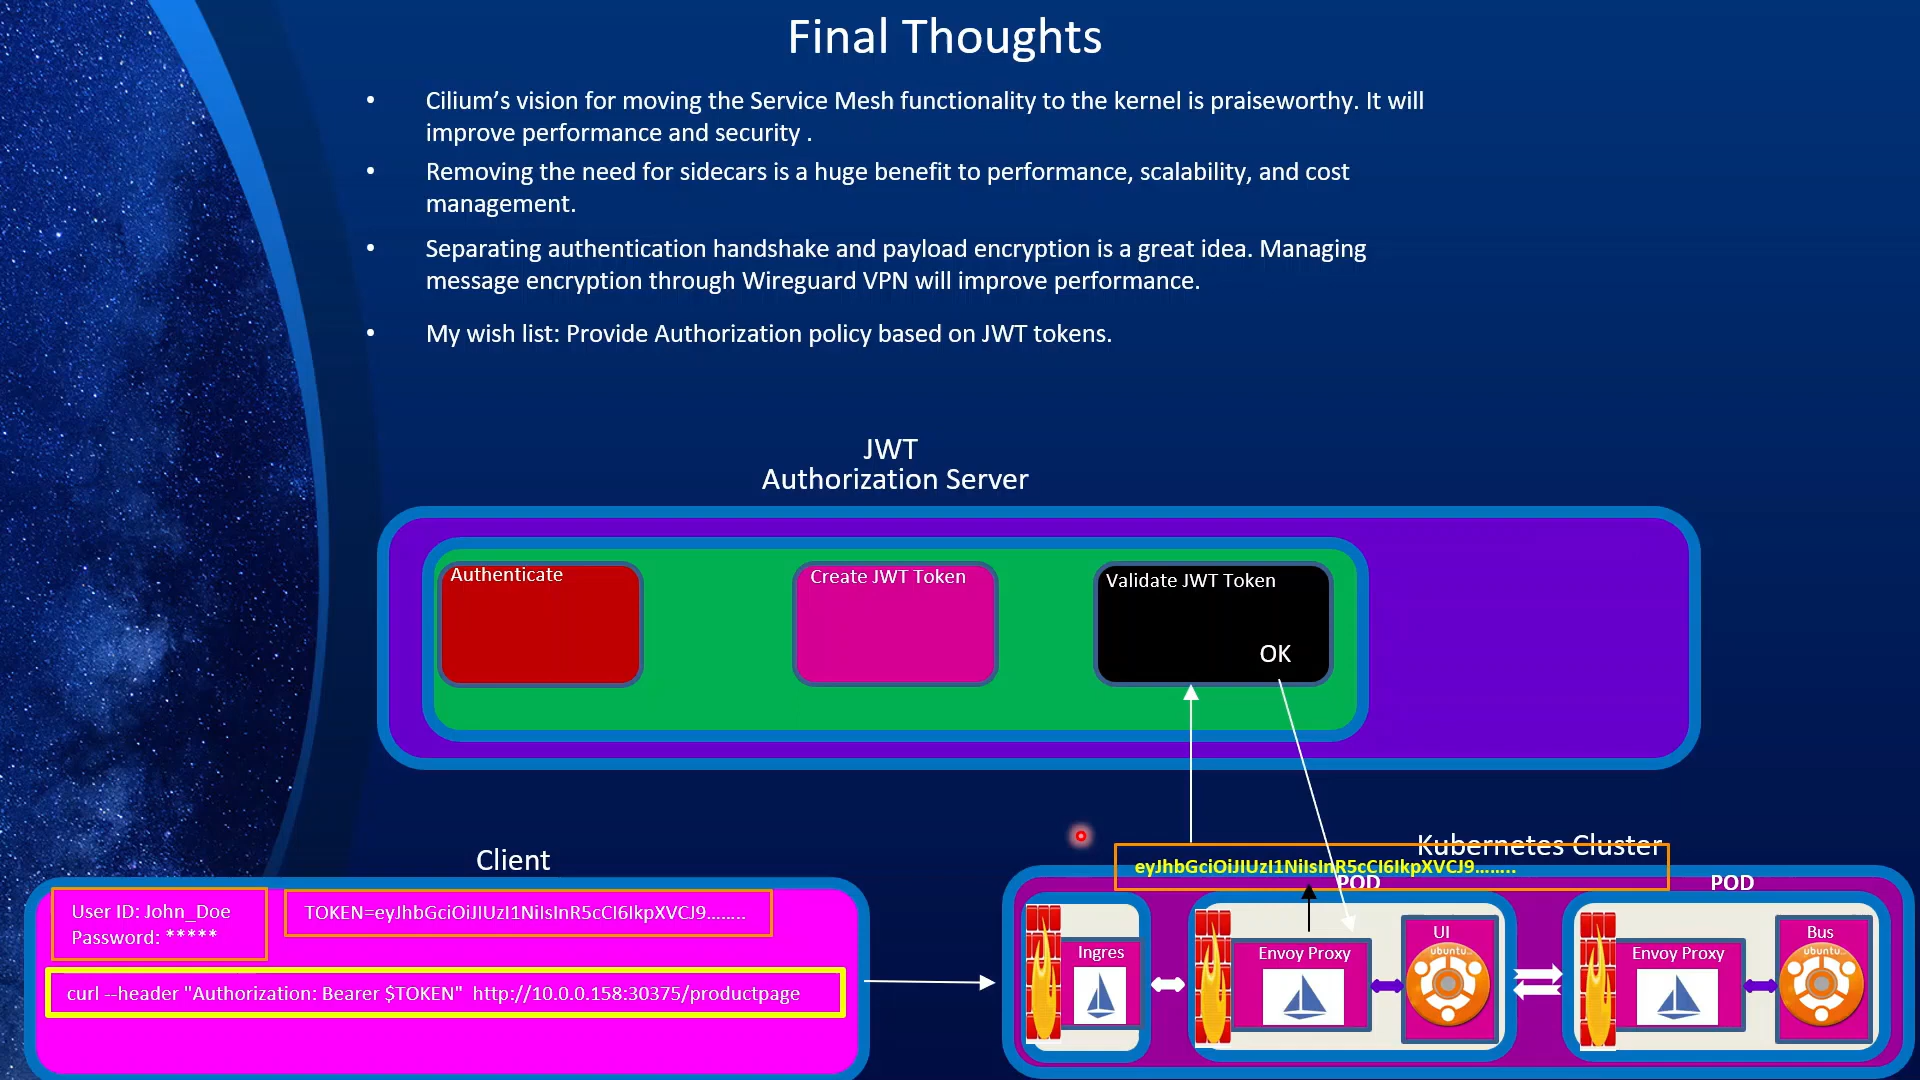 Final Thoughts
• Cilium’s vision for moving the Service Mesh functionality to the kernel is praiseworthy. It will
improve performance and security .
• Removing the need for sidecars is a huge benefit to performance, scalability, and cost
management.
• Separating authentication handshake and payload encryption is a great idea. Managing
message encryption through Wireguard VPN will improve performance.
• My wish list: Provide Authorization policy based on JWT tokens.
JWT
Authorization Server
Authenticate
Create JWT Token
Validate JWT Token
OK
Client
User ID: John_Doe
Password: *****
TOKEN=eyJhbGciOiJIUzI1NiIsInR5cCI6IkpXVCJ9........
curl --header "Authorization: Bearer $TOKEN" http://10.0.0.158:30375/productpage
Kubernetes Cluster
eyJhbGciOiJIUzI1NiIsInR5cCI6IkpXVCJ9........
POD
POD
Ingres
Envoy Proxy
UI
ubuntu
Envoy Proxy
Bus
ubuntu